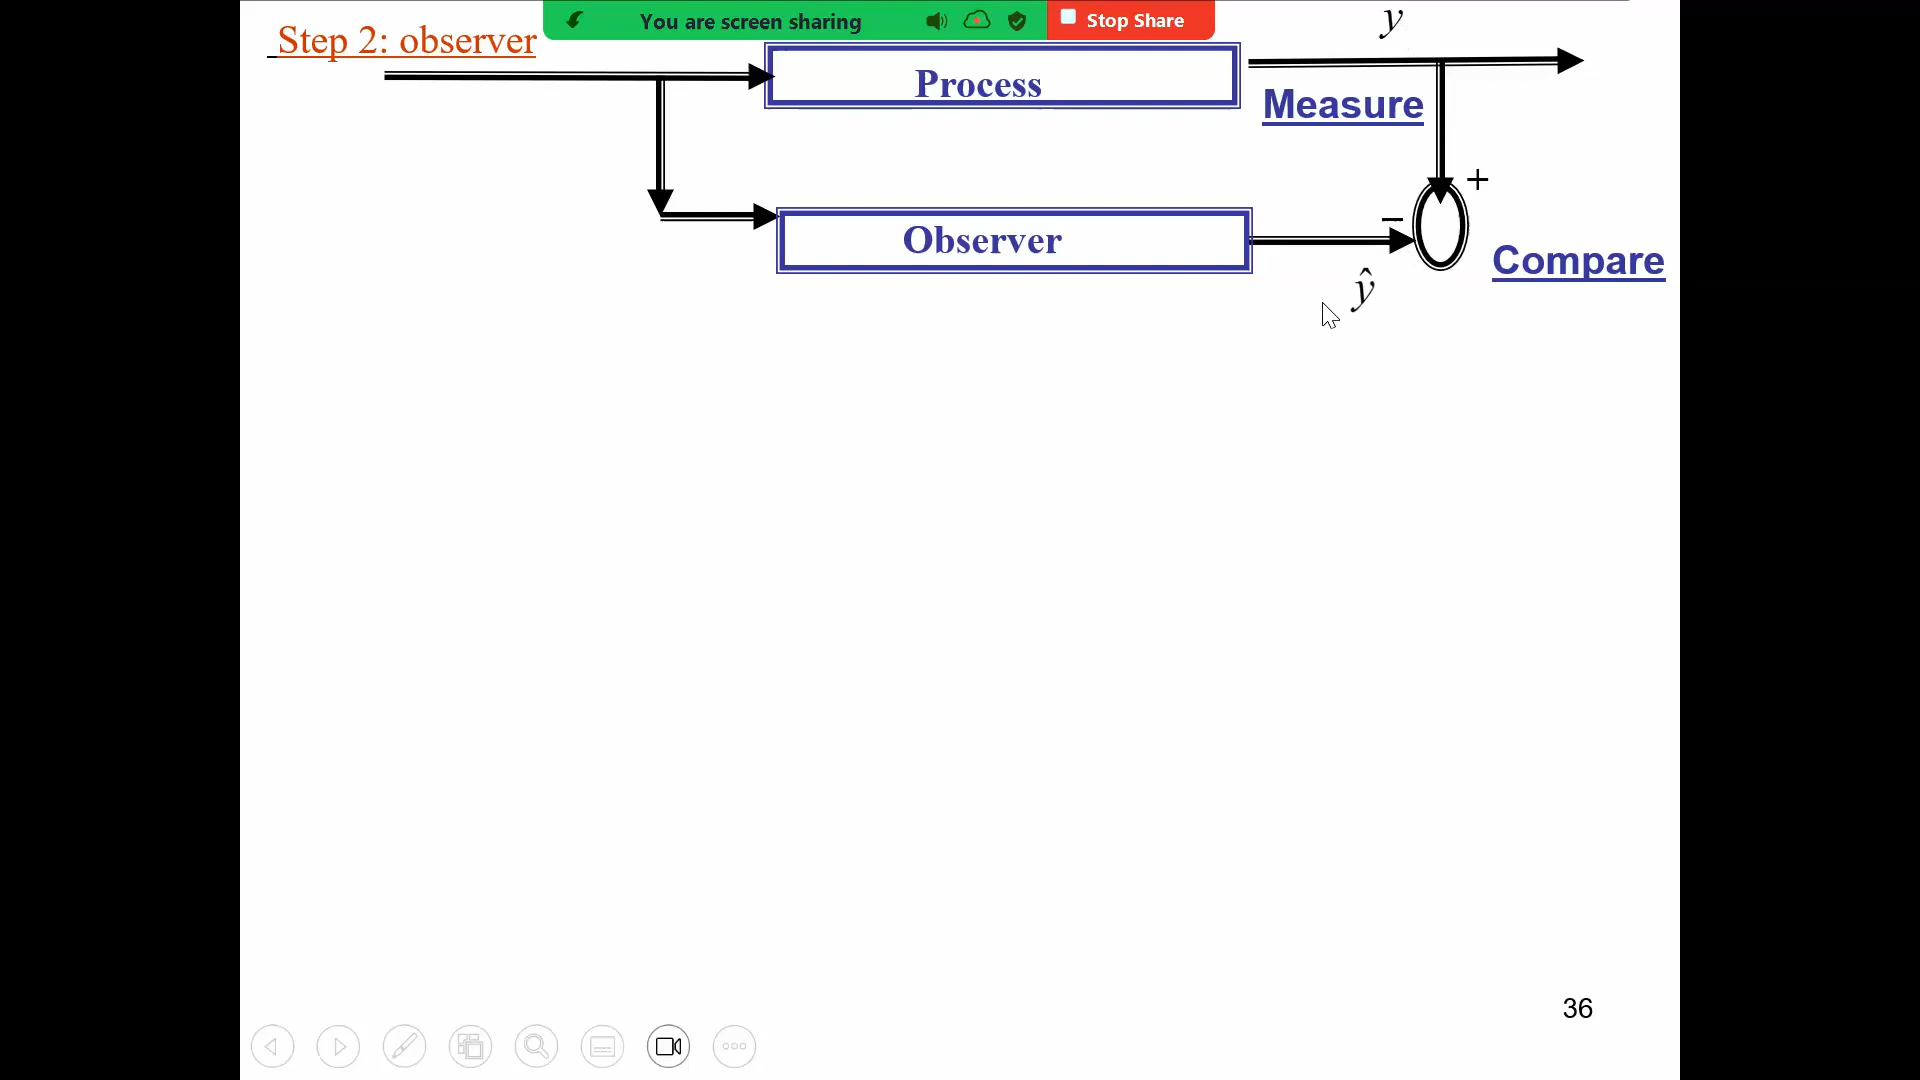 Step 2: observer
You are screen sharing
Stop Share
y
Process
Measure
+
−
Observer
Compare
ŷ
36